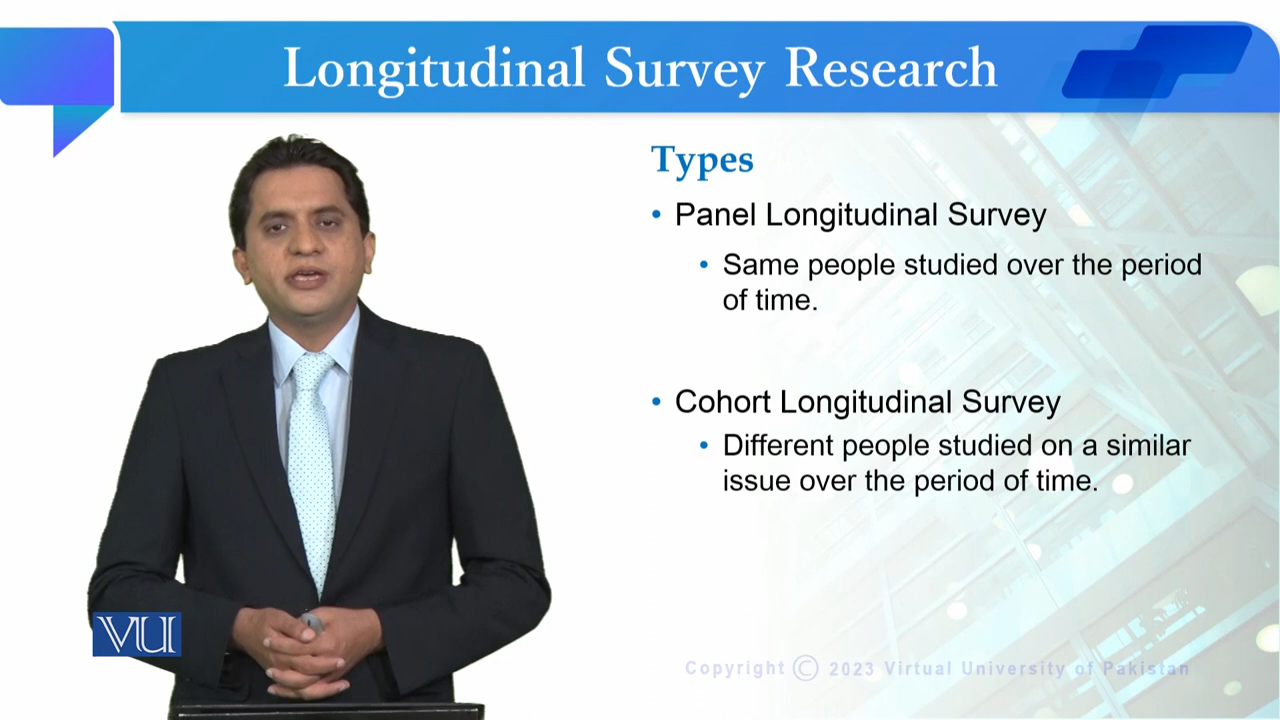 Longitudinal Survey Research
Types
• Panel Longitudinal Survey
• Same people studied over the period
of time.
• Cohort Longitudinal Survey
• Different people studied on a similar
issue over the period of time.
VU
Copyright © 2023 Virtual University of Pakistan